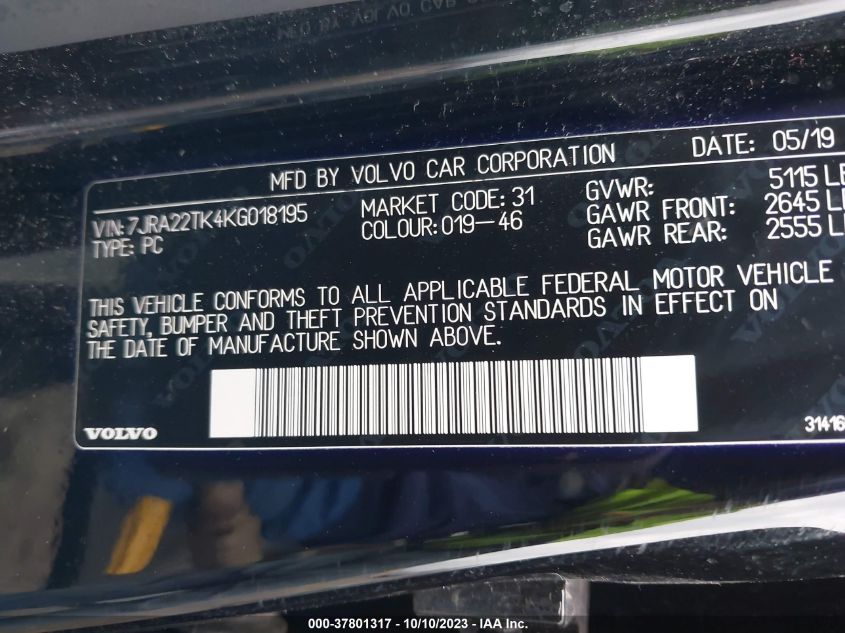 MFD BY VOLVO CAR CORPORATION DATE: 05/19
VIN: 7JRA22TK4KG018195 MARKET CODE: 31 GVWR: 5115 LB
TYPE: PC COLOUR: 019-46 GAWR FRONT: 2645 LB
GAWR REAR: 2555 LB
THIS VEHICLE CONFORMS TO ALL APPLICABLE FEDERAL MOTOR VEHICLE
SAFETY, BUMPER AND THEFT PREVENTION STANDARDS IN EFFECT ON
THE DATE OF MANUFACTURE SHOWN ABOVE.
VOLVO 31416
000-37801317 - 10/10/2023 - IAA Inc.